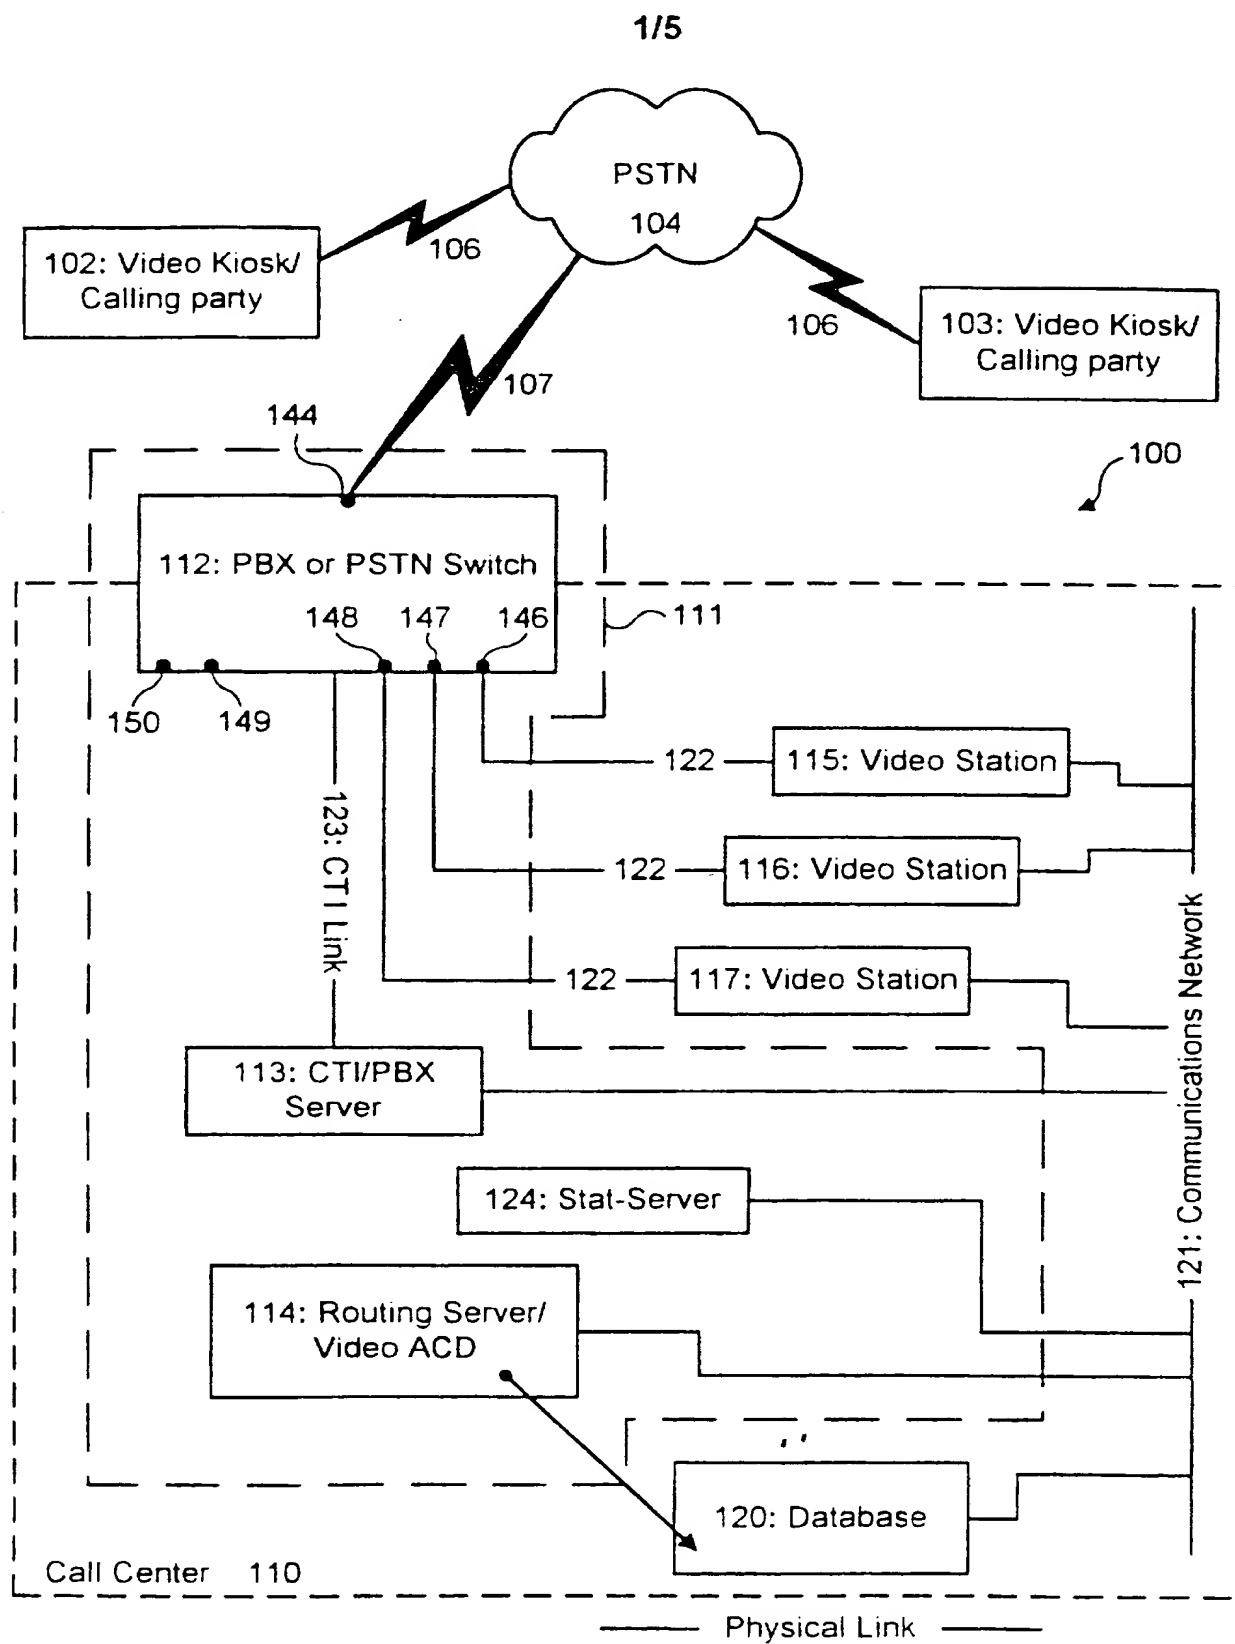 1/5
PSTN
104
106
102: Video Kiosk/
Calling party
106
103: Video Kiosk/
Calling party
107
144
100
112: PBX or PSTN Switch
148
147
146
111
150
149
122
115: Video Station
123: CTI Link
122
116: Video Station
122
117: Video Station
121: Communications Network
113: CTI/PBX
Server
124: Stat-Server
114: Routing Server/
Video ACD
120: Database
Call Center 110
Physical Link